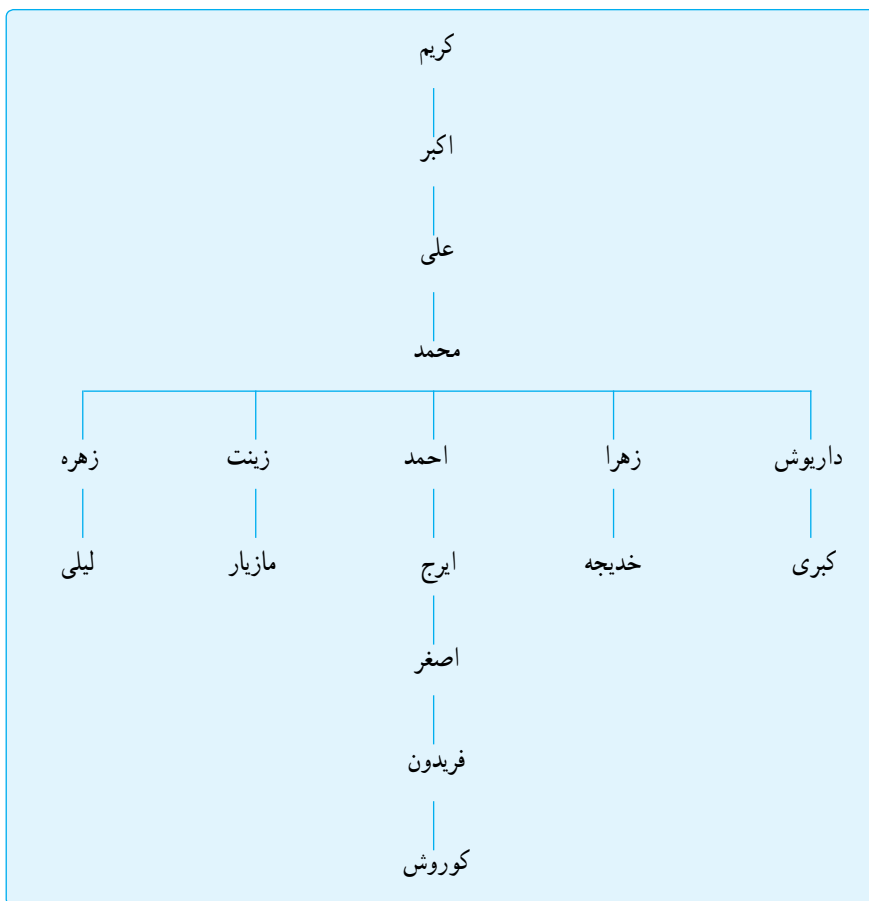 کریم
اکبر
علی
محمد
داریوش زهرا احمد زینت زهره
کبری خدیجه ایرج مازیار لیلی
اصغر
فریدون
کوروش